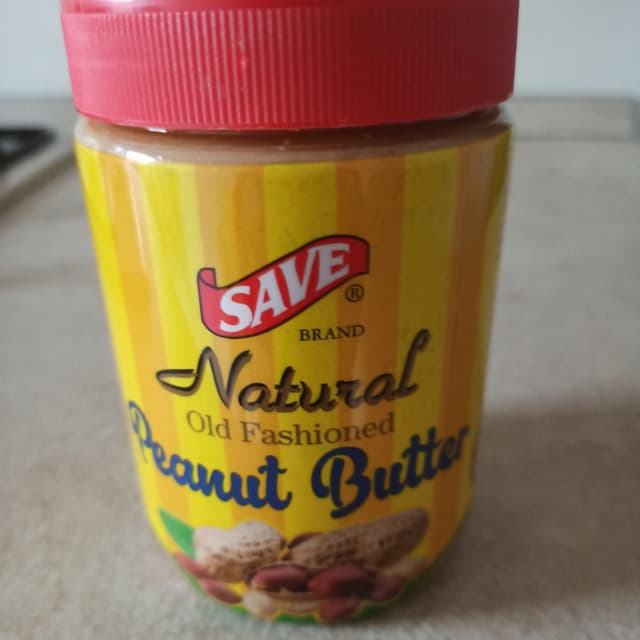 SAVE®
BRAND
Natural
Old Fashioned
Peanut Butter